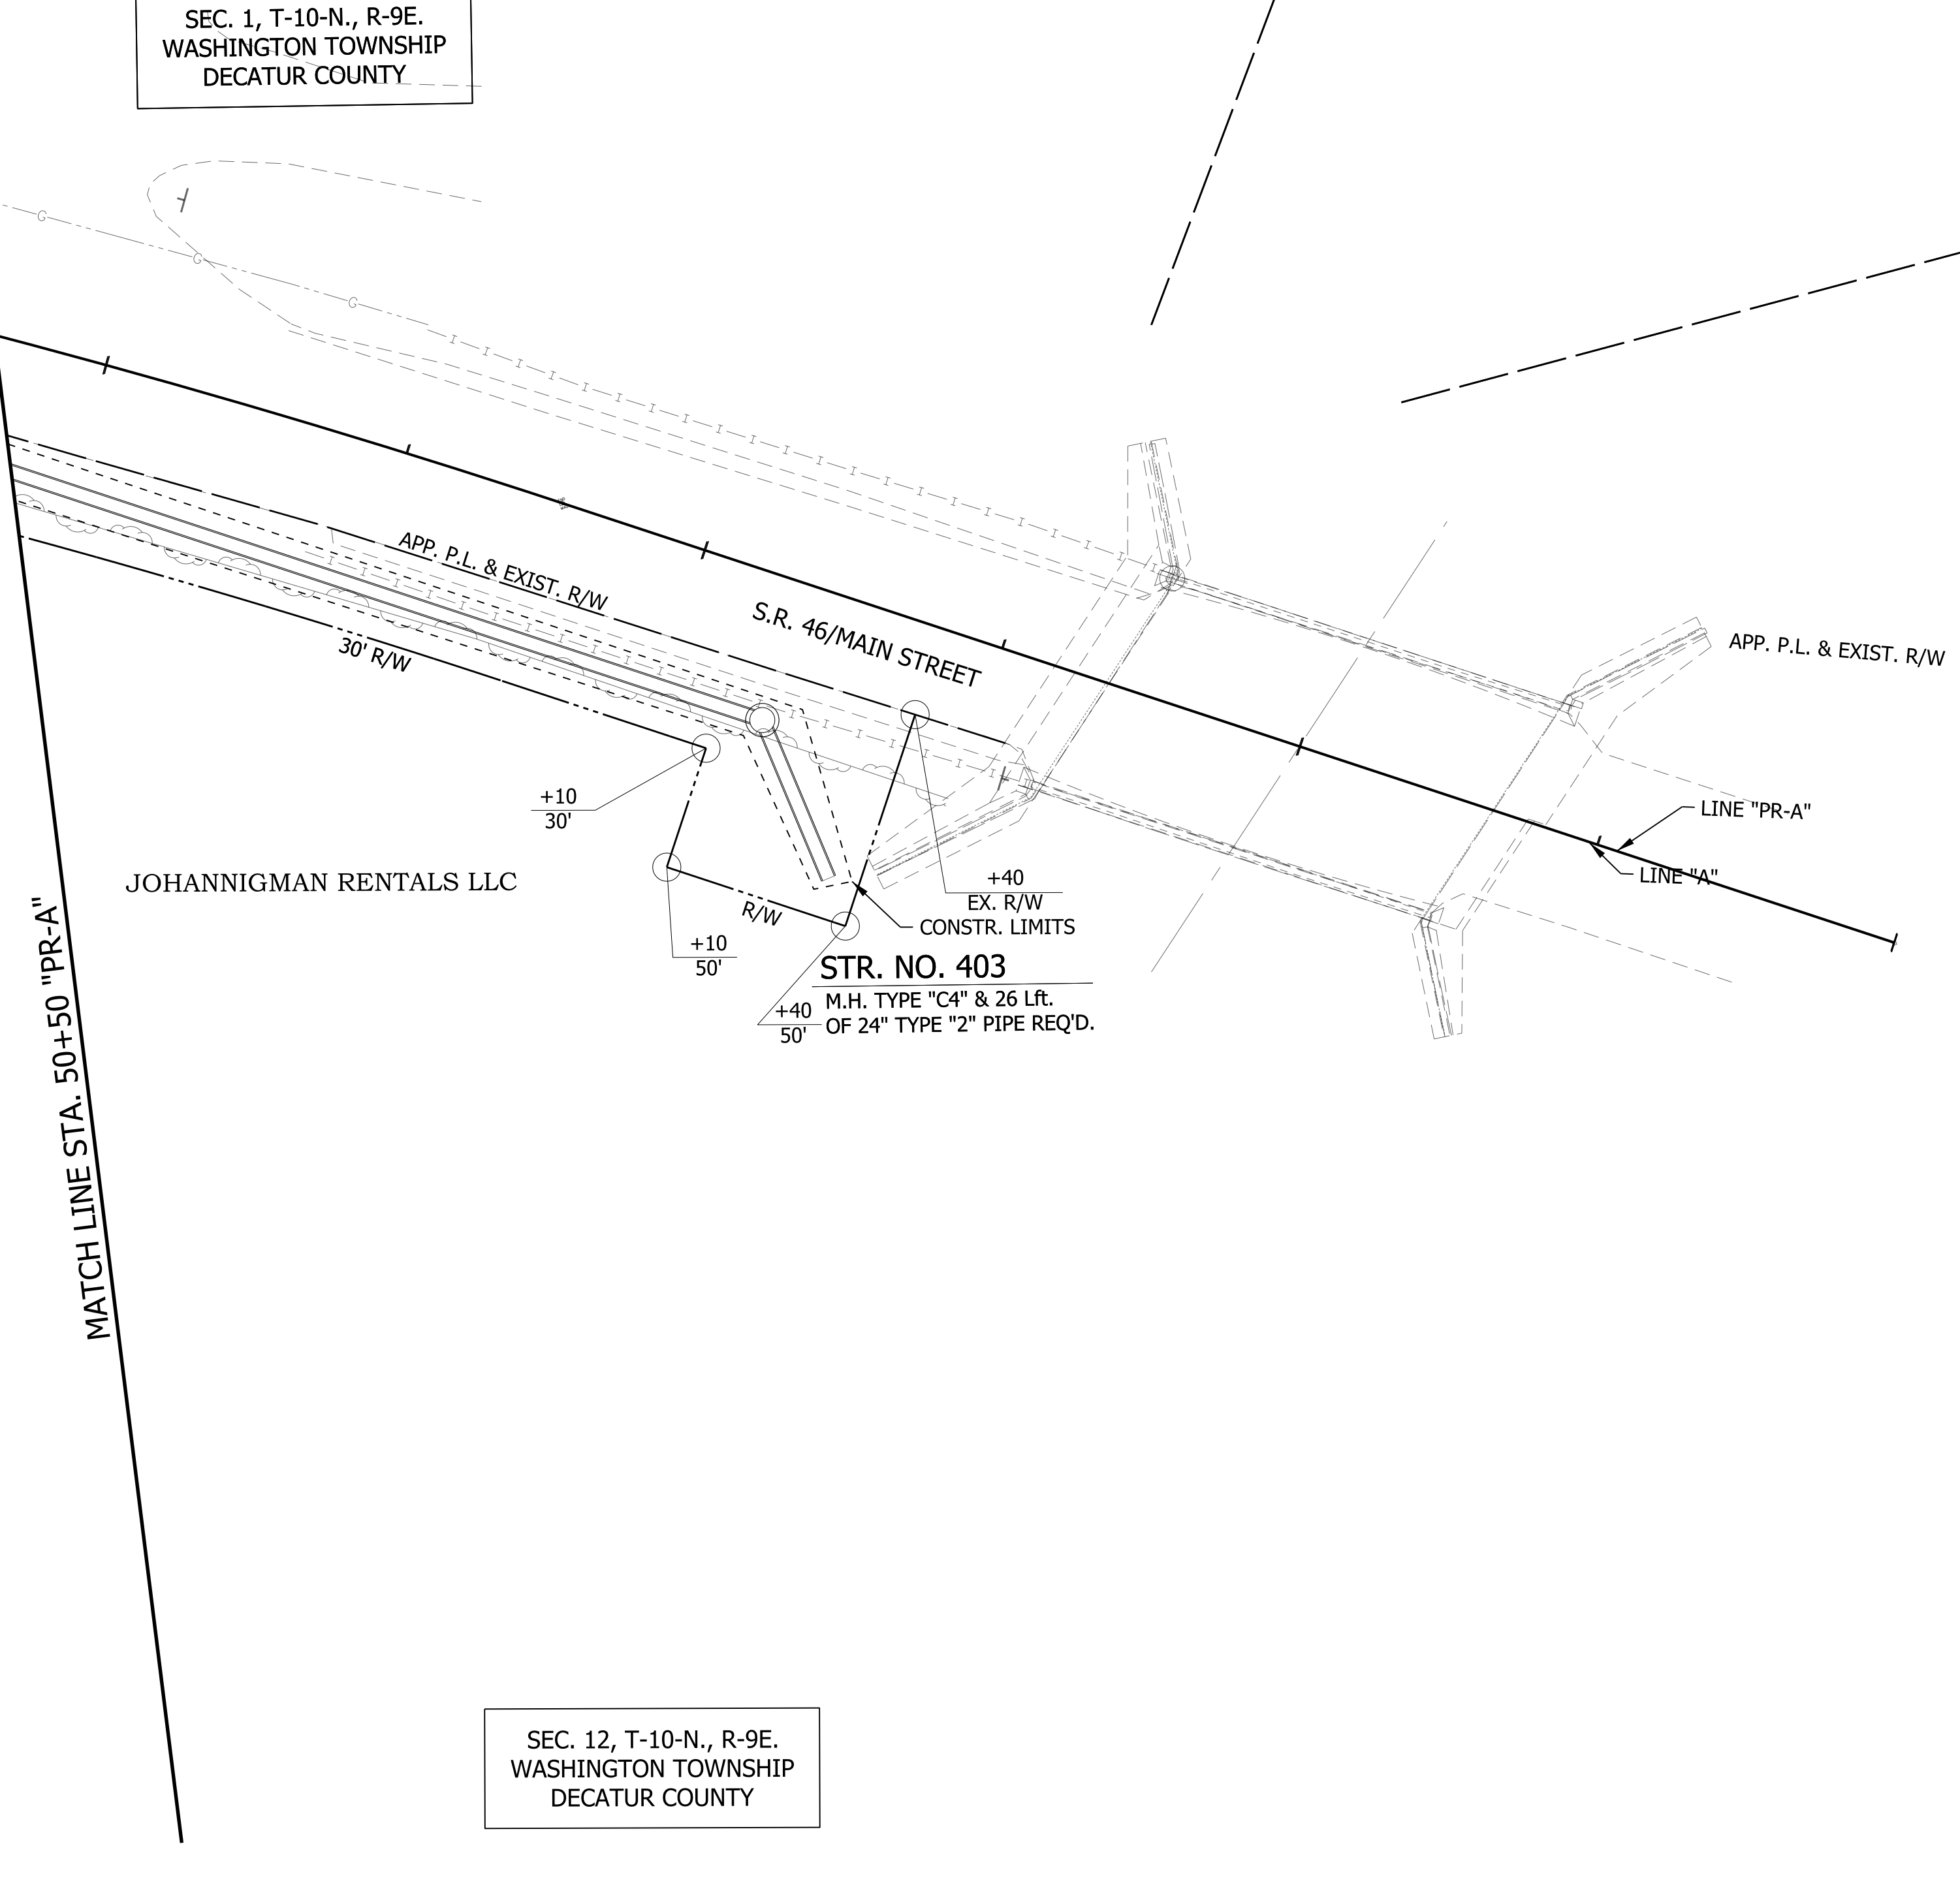 SEC. 1, T-10-N., R-9E.
WASHINGTON TOWNSHIP
DECATUR COUNTY
G
G
G
APP. P.L. & EXIST. R/W
S.R. 46/MAIN STREET
30' R/W
APP. P.L. & EXIST. R/W
+10
30'
LINE "PR-A"
LINE "A"
JOHANNIGMAN RENTALS LLC
+40
EX. R/W
R/W
CONSTR. LIMITS
+10
50'
STR. NO. 403
M.H. TYPE "C4" & 26 Lft.
OF 24" TYPE "2" PIPE REQ'D.
+40
50'
MATCH LINE STA. 50+50 "PR-A"
SEC. 12, T-10-N., R-9E.
WASHINGTON TOWNSHIP
DECATUR COUNTY